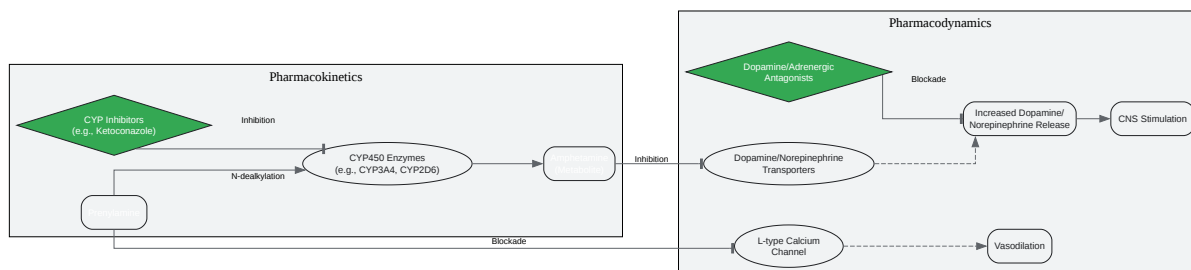 Pharmacodynamics
Dopamine/Adrenergic
Antagonists
Blockade
Increased Dopamine/
Norepinephrine Release
CNS Stimulation
Pharmacokinetics
CYP Inhibitors
(e.g., Ketoconazole)
Inhibition
CYP450 Enzymes
(e.g., CYP3A4, CYP2D6)
N-dealkylation
Inhibition
Dopamine/Norepinephrine
Transporters
Blockade
L-type Calcium
Channel
Vasodilation